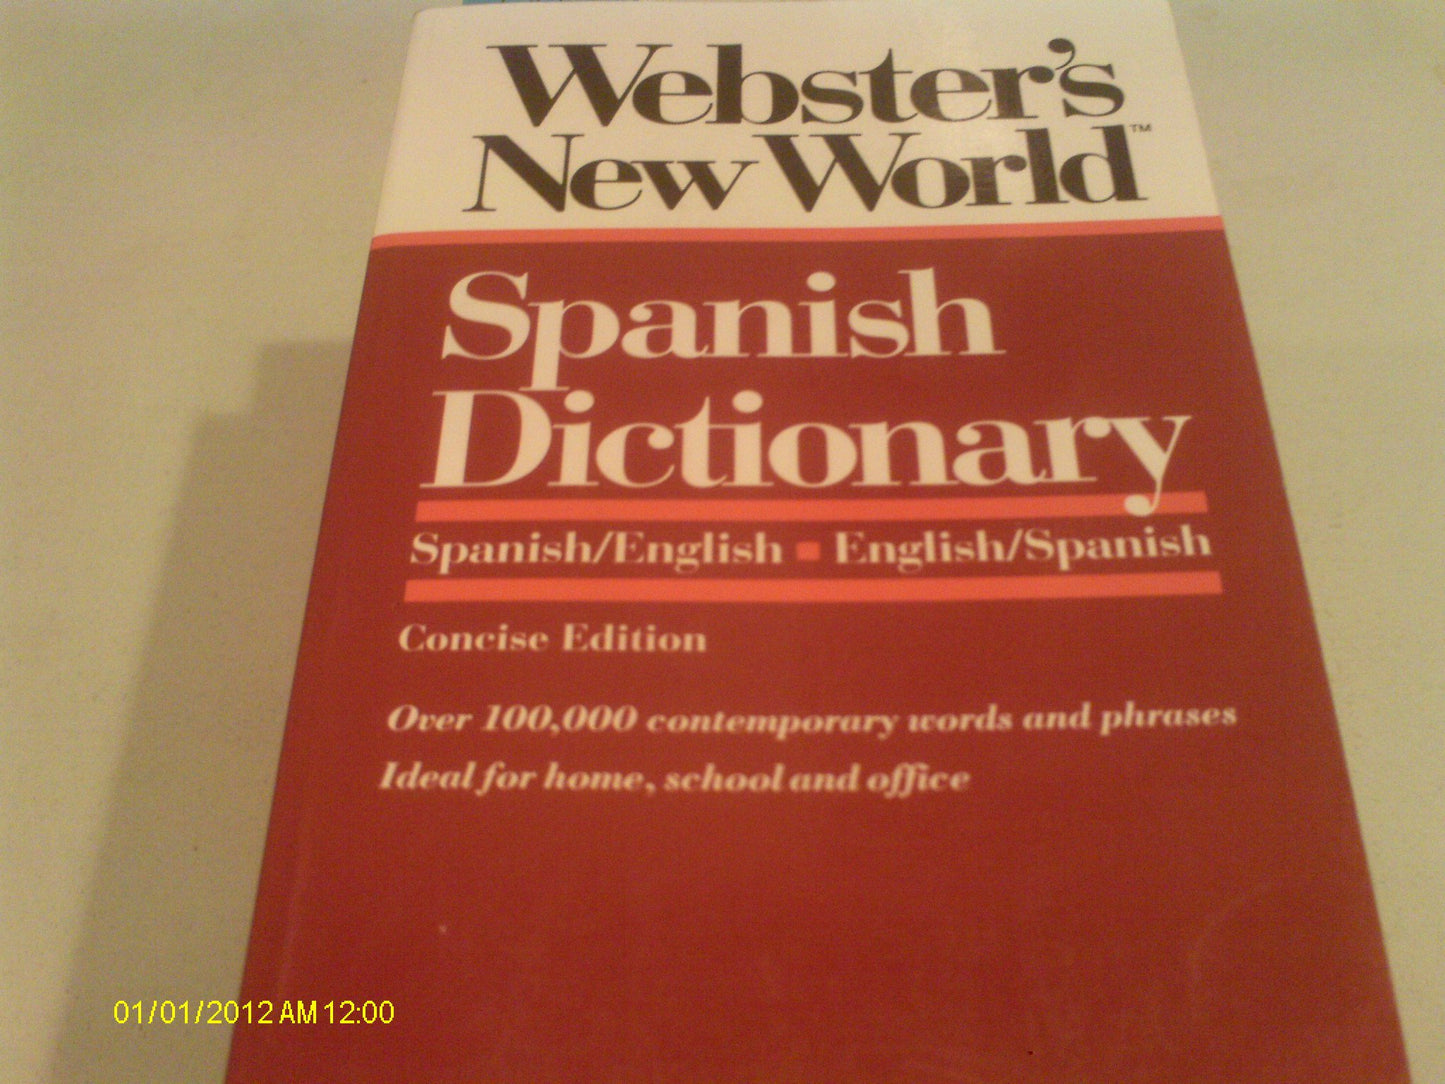 Webster's
New World™
Spanish
Dictionary
Spanish/English ■ English/Spanish
Concise Edition
Over 100,000 contemporary words and phrases
Ideal for home, school and office
01/01/2012 AM 12:00